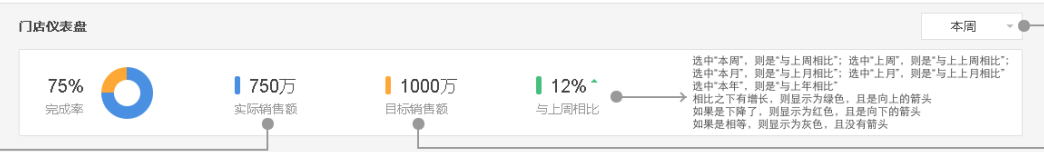 门店仪表盘
本周
75%
完成率
750万
实际销售额
1000万
目标销售额
12%
与上周相比
选中“本周”，则是“与上周相比”；选中“上周”，则是“与上上周相比”；
选中“本月”，则是“与上月相比”；选中“上月”，则是“与上上月相比”
选中“本年”，则是“与上年相比”
相比之下有增长，则显示为绿色，且是向上的箭头
如果是下降了，则显示为红色，且是向下的箭头
如果是相等，则显示为灰色，且没有箭头